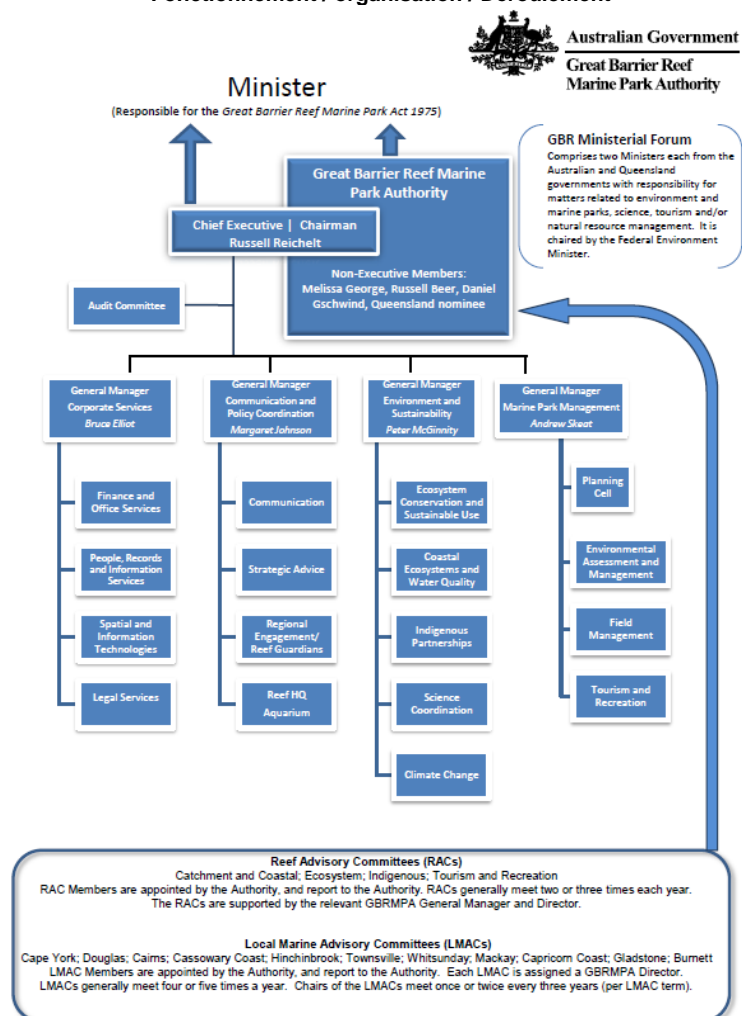 Fonctionnement / organisation / Déroulement
Australian Government
Great Barrier Reef
Marine Park Authority
Minister
(Responsible for the Great Barrier Reef Marine Park Act 1975)
GBR Ministerial Forum
Comprises two Ministers each from the
Australian and Queensland
governments with responsibility for
matters related to environment and
marine parks, science, tourism and/or
natural resource management. It is
chaired by the Federal Environment
Minister.
Great Barrier Reef Marine
Park Authority
Chief Executive | Chairman
Russell Reichelt
Non-Executive Members:
Melissa George, Russell Beer, Daniel
Gschwind, Queensland nominee
Audit Committee
General Manager
Corporate Services
Bruce Elliot
Finance and
Office Services
People, Records
and Information
Services
Spatial and
Information
Technologies
Legal Services
General Manager
Communication and
Policy Coordination
Margaret Johnson
Communication
Strategic Advice
Regional
Engagement/
Reef Guardians
Reef HQ
Aquarium
General Manager
Environment and
Sustainability
Peter McGinnity
Ecosystem
Conservation and
Sustainable Use
Coastal
Ecosystems and
Water Quality
Indigenous
Partnerships
Science
Coordination
Climate Change
General Manager
Marine Park Management
Andrew Skeat
Planning
Cell
Environmental
Assessment and
Management
Field
Management
Tourism and
Recreation
Reef Advisory Committees (RACs)
Catchment and Coastal; Ecosystem; Indigenous; Tourism and Recreation
RAC Members are appointed by the Authority, and report to the Authority. RACs generally meet two or three times each year.
The RACs are supported by the relevant GBRMPA General Manager and Director.
Local Marine Advisory Committees (LMACs)
Cape York; Douglas; Cairns; Cassowary Coast; Hinchinbrook; Townsville; Whitsunday; Mackay; Capricorn Coast; Gladstone; Burnett
LMAC Members are appointed by the Authority, and report to the Authority. Each LMAC is assigned a GBRMPA Director.
LMACs generally meet four or five times a year. Chairs of the LMACs meet once or twice every three years (per LMAC term).